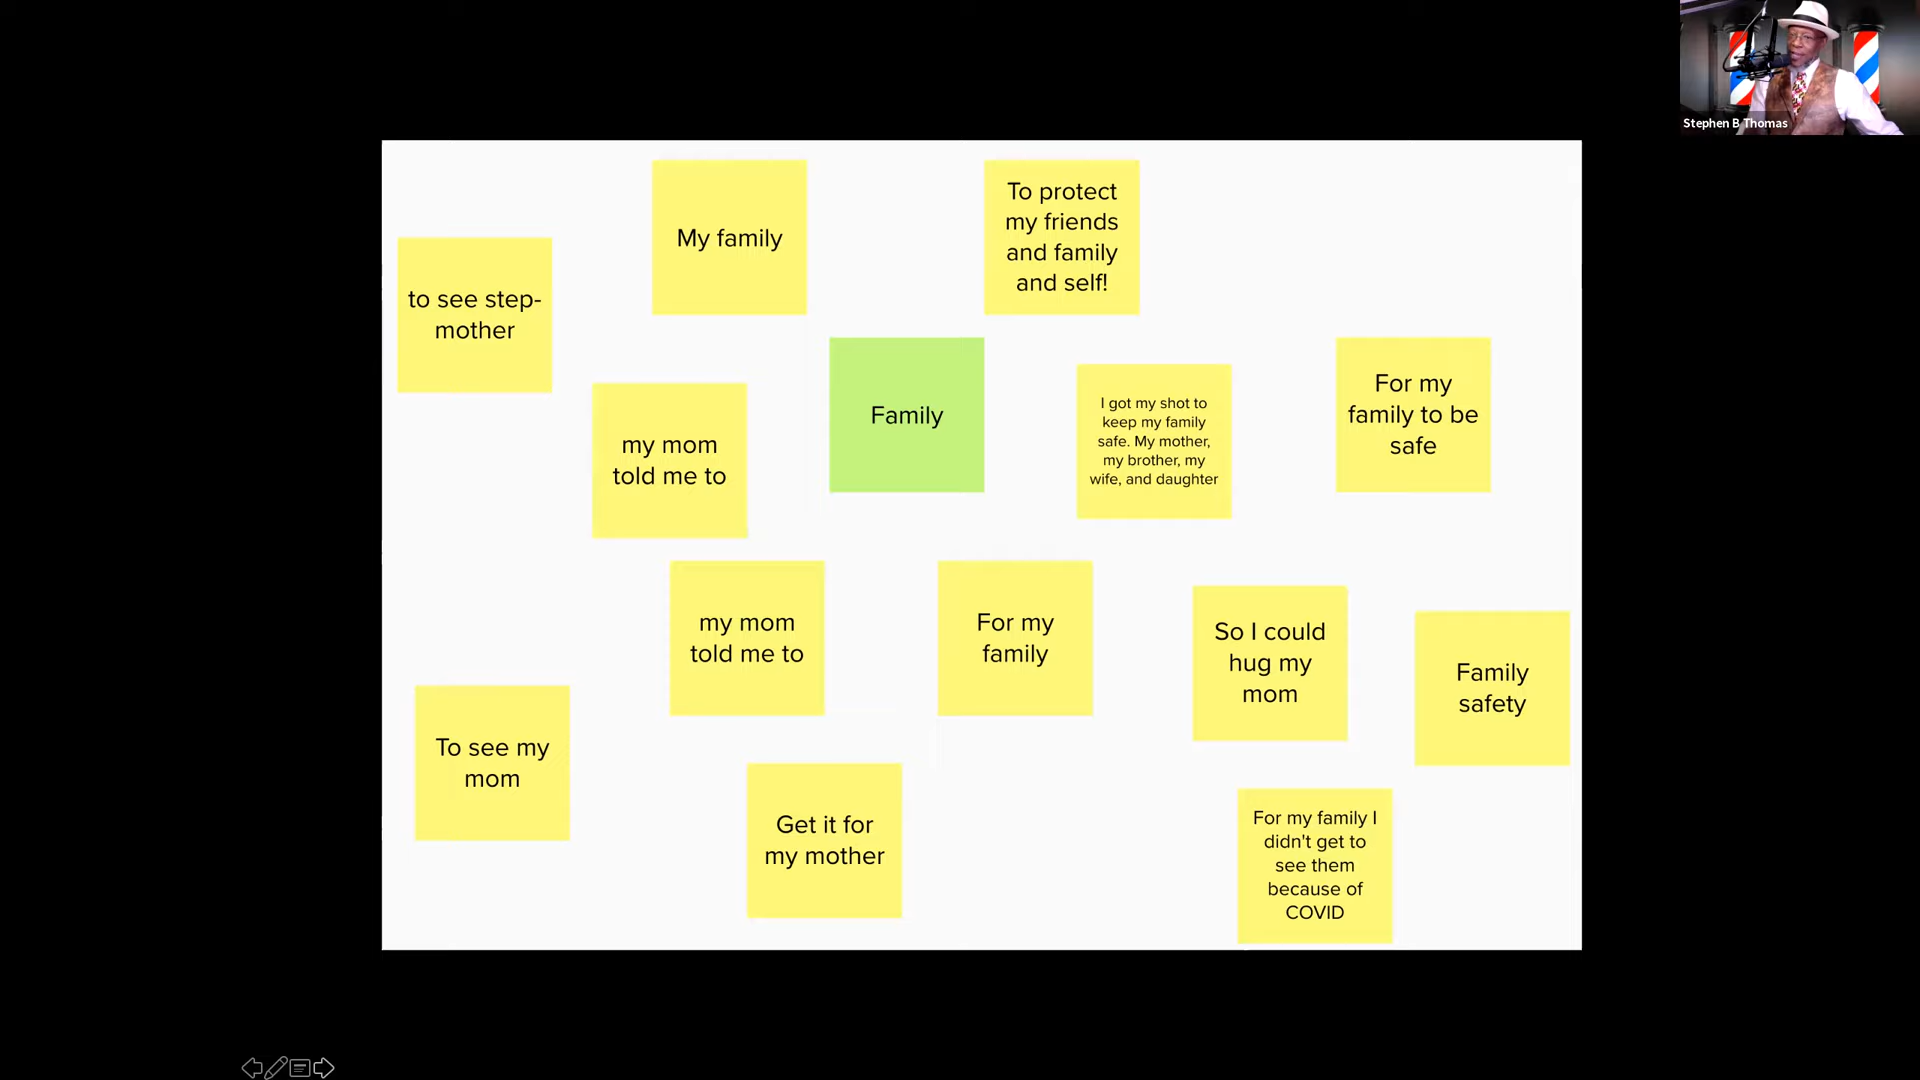 Stephen B Thomas
My family
To protect
my friends
and family
and self!
to see step-
mother
Family
For my
family to be
safe
I got my shot to
keep my family
safe. My mother,
my brother, my
wife, and daughter
my mom
told me to
my mom
told me to
For my
family
So I could
hug my
mom
Family
safety
To see my
mom
Get it for
my mother
For my family I
didn't get to
see them
because of
COVID